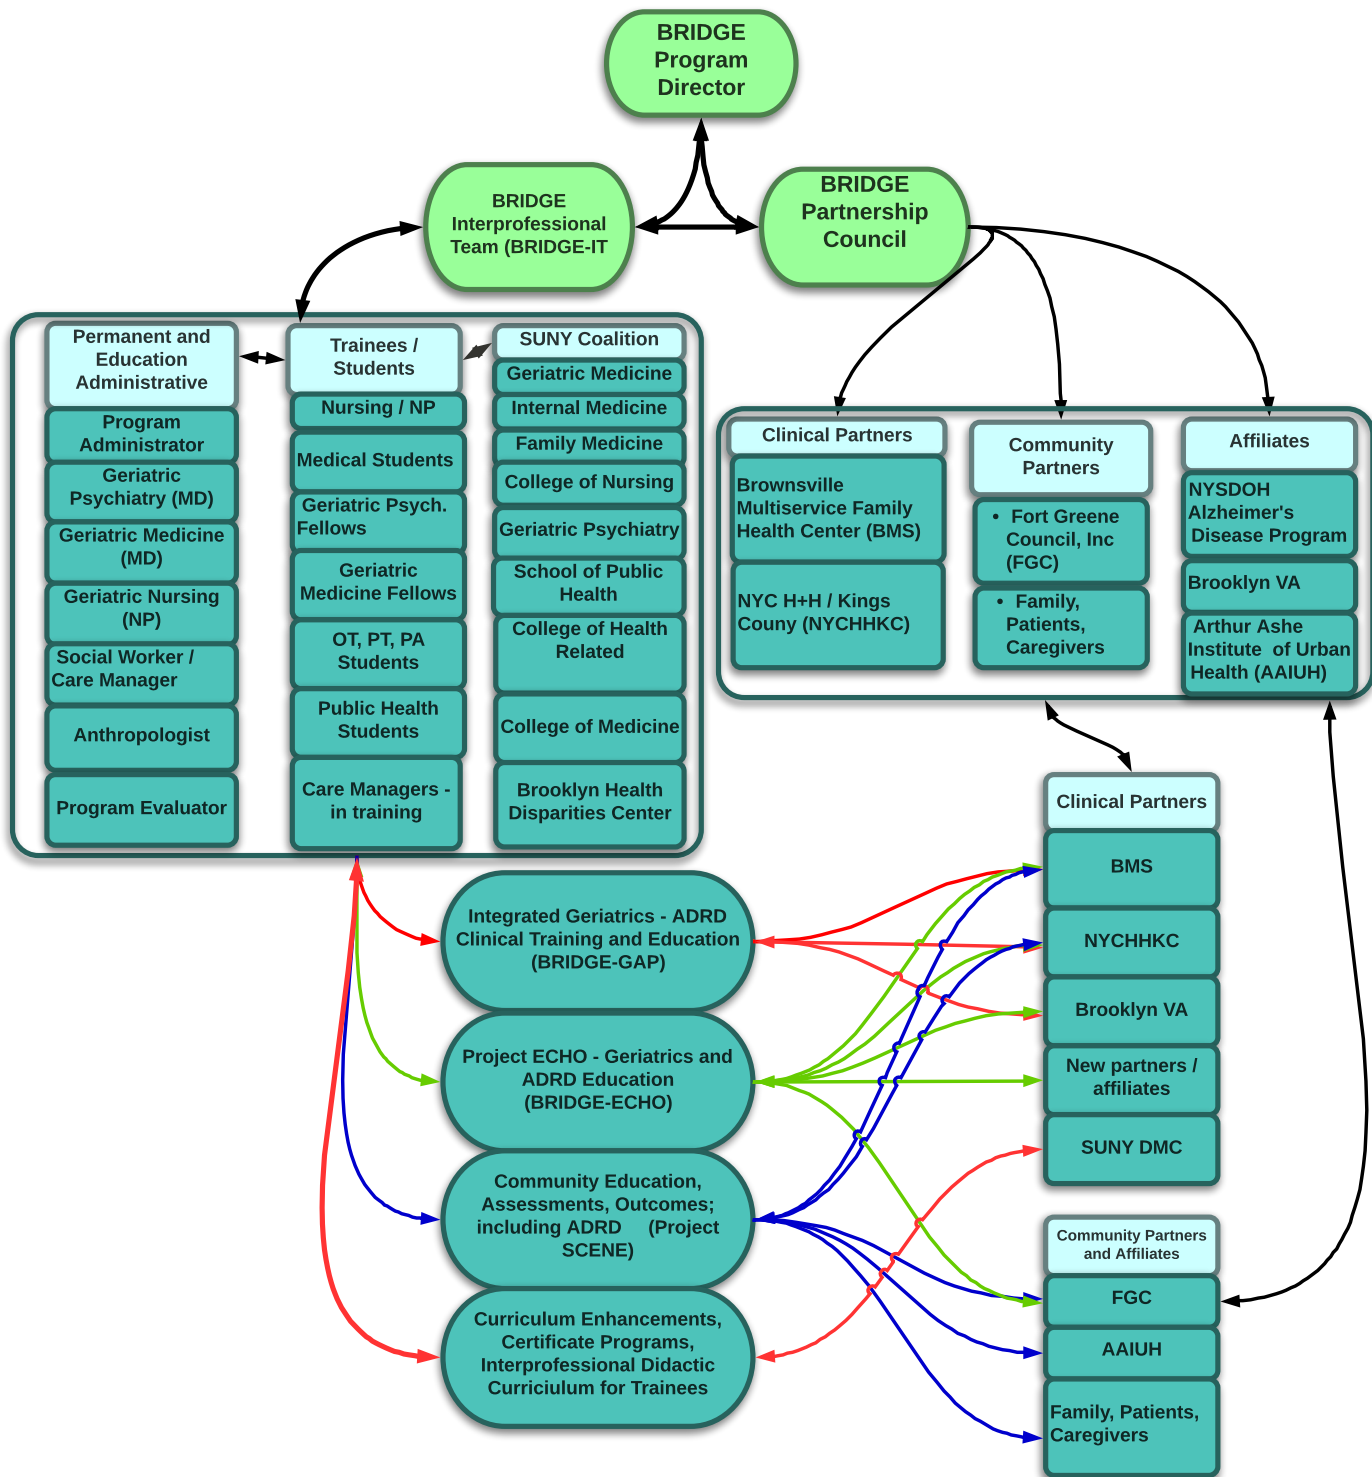 BRIDGE
Program
Director
BRIDGE
Interprofessional
Team (BRIDGE-IT
BRIDGE
Partnership
Council
Permanent and
Education
Administrative
Program
Administrator
Geriatric
Psychiatry (MD)
Geriatric Medicine
(MD)
Geriatric Nursing
(NP)
Social Worker /
Care Manager
Anthropologist
Program Evaluator
Trainees /
Students
Nursing / NP
Medical Students
Geriatric Psych.
Fellows
Geriatric
Medicine Fellows
OT, PT, PA
Students
Public Health
Students
Care Managers -
in training
SUNY Coalition
Geriatric Medicine
Internal Medicine
Family Medicine
College of Nursing
Geriatric Psychiatry
School of Public
Health
College of Health
Related
College of Medicine
Brooklyn Health
Disparities Center
Clinical Partners
Brownsville
Multiservice Family
Health Center (BMS)
NYC H+H / Kings
Couny (NYCHHKC)
Community
Partners
• Fort Greene
Council, Inc
(FGC)
• Family,
Patients,
Caregivers
Affiliates
NYSDOH
Alzheimer's
Disease Program
Brooklyn VA
Arthur Ashe
Institute of Urban
Health (AAIUH)
Integrated Geriatrics - ADRD
Clinical Training and Education
(BRIDGE-GAP)
Project ECHO - Geriatrics and
ADRD Education
(BRIDGE-ECHO)
Community Education,
Assessments, Outcomes;
including ADRD (Project
SCENE)
Curriculum Enhancements,
Certificate Programs,
Interprofessional Didactic
Curriciulum for Trainees
Clinical Partners
BMS
NYCHHKC
Brooklyn VA
New partners /
affiliates
SUNY DMC
Community Partners
and Affiliates
FGC
AAIUH
Family, Patients,
Caregivers